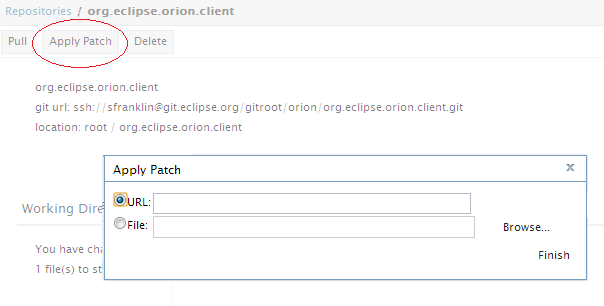 Repositories / org.eclipse.orion.client
Pull Apply Patch Delete
org.eclipse.orion.client
git url: ssh://sfranklin@git.eclipse.org/gitroot/orion/org.eclipse.orion.client.git
location: root / org.eclipse.orion.client
Apply Patch x
URL:
File: Browse...
Finish
Working Dire
You have cha
1 file(s) to st